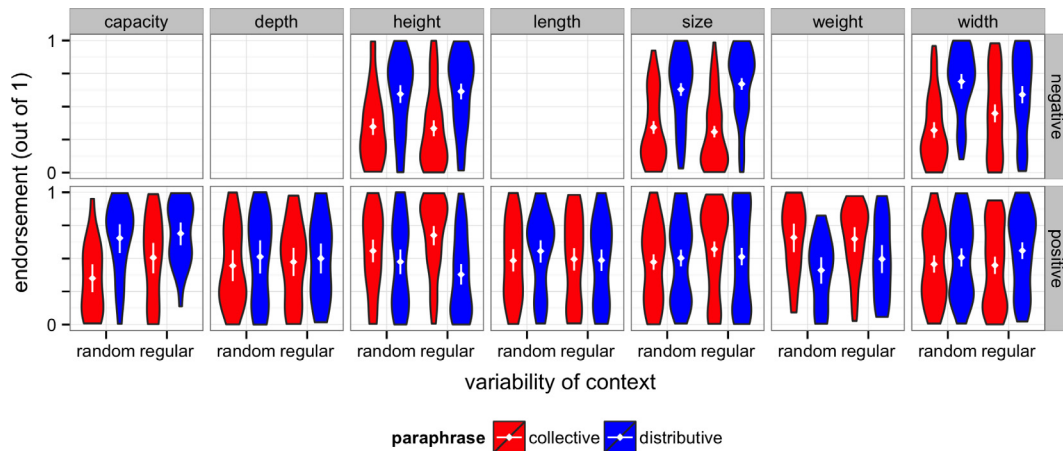 capacity depth height length size weight width
1
0
negative
1
0
positive
endorsement (out of 1)
random regular random regular random regular random regular random regular random regular random regular
variability of context
paraphrase collective distributive